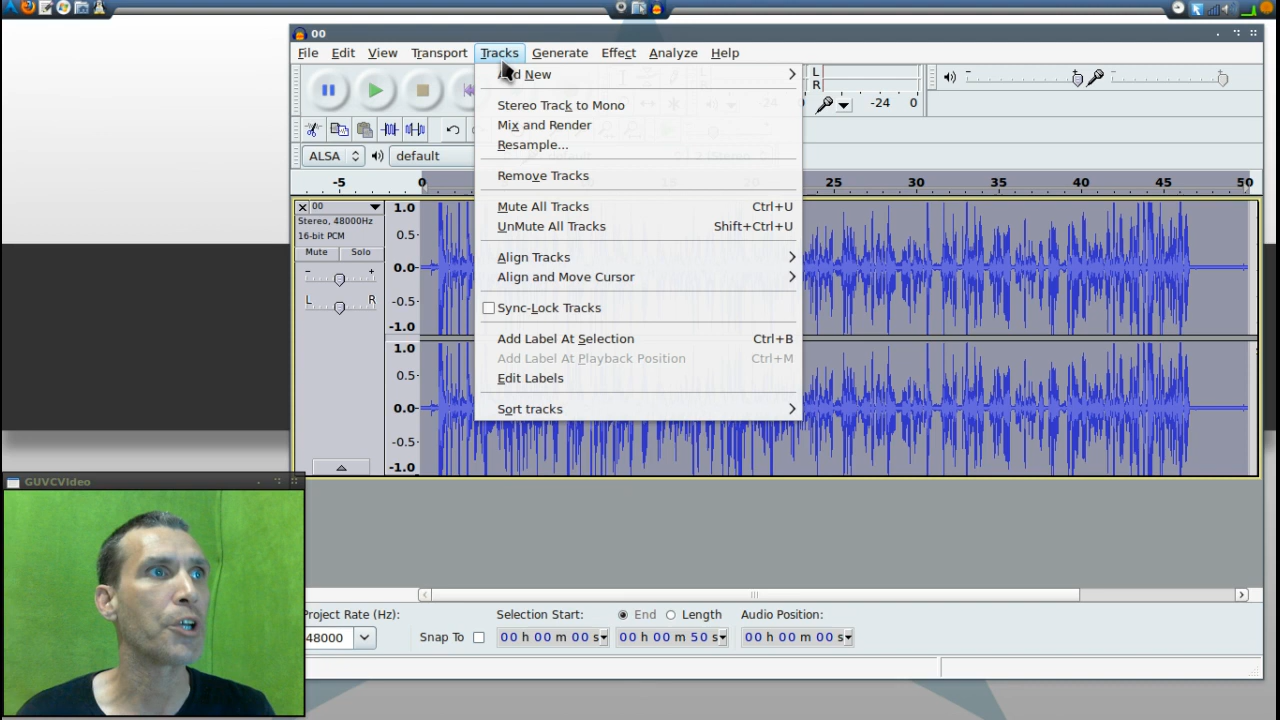 00
File Edit View Transport Tracks Generate Effect Analyze Help
Add New
L
R
-24 0
Stereo Track to Mono
Mix and Render
Resample...
ALSA default
Remove Tracks
-5 0 25 30 35 40 45 50
Mute All Tracks Ctrl+U
UnMute All Tracks Shift+Ctrl+U
Align Tracks
Align and Move Cursor
Sync-Lock Tracks
Add Label At Selection Ctrl+B
Add Label At Playback Position Ctrl+M
Edit Labels
Sort tracks
00
Stereo, 48000Hz
16-bit PCM
Mute Solo
- +
L R
1.0
0.5-
0.0-
-0.5-
-1.0
1.0
0.5-
0.0-
-0.5-
-1.0
GUVCVideo
Project Rate (Hz): Selection Start: End Length Audio Position:
48000 Snap To 00 h 00 m 00 s 00 h 00 m 50 s 00 h 00 m 00 s